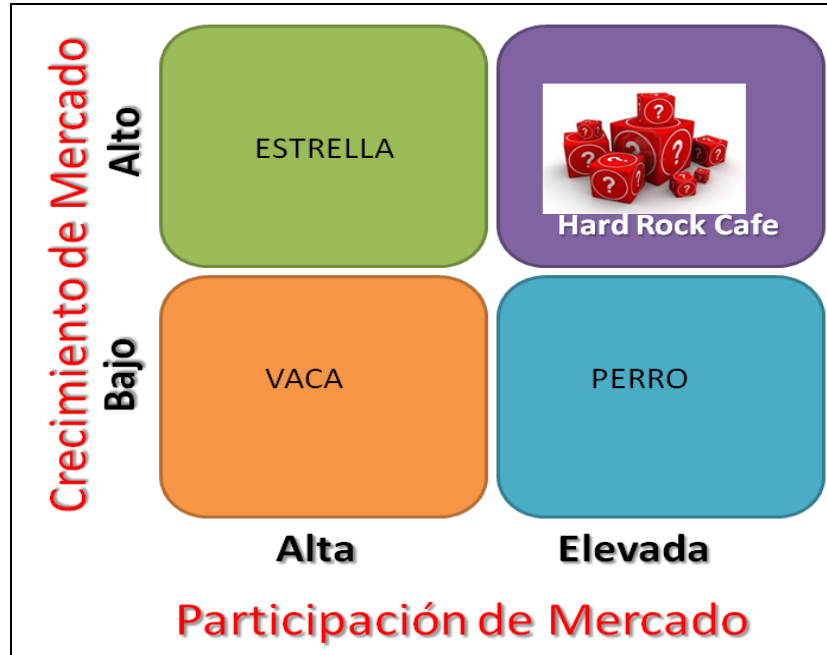 Crecimiento de Mercado
Alto
ESTRELLA
? ? ? ? ? ? ?
Hard Rock Cafe
Bajo
VACA
PERRO
Alta
Elevada
Participación de Mercado